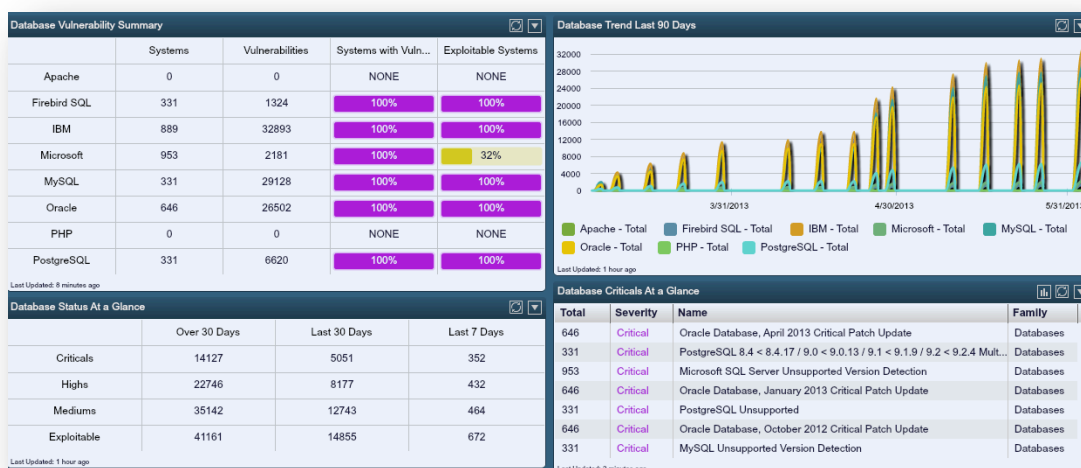 Database Vulnerability Summary
Systems Vulnerabilities Systems with Vuln... Exploitable Systems
Apache 0 0 NONE NONE
Firebird SQL 331 1324 100% 100%
IBM 889 32893 100% 100%
Microsoft 953 2181 100% 32%
MySQL 331 29128 100% 100%
Oracle 646 26502 100% 100%
PHP 0 0 NONE NONE
PostgreSQL 331 6620 100% 100%
Last Updated: 8 minutes ago
Database Trend Last 90 Days
32000
28000
24000
20000
16000
12000
8000
4000
0
3/31/2013 4/30/2013 5/31/2013
Apache - Total Firebird SQL - Total IBM - Total Microsoft - Total MySQL - Total
Oracle - Total PHP - Total PostgreSQL - Total
Last Updated: 1 hour ago
Database Status At a Glance
Over 30 Days Last 30 Days Last 7 Days
Criticals 14127 5051 352
Highs 22746 8177 432
Mediums 35142 12743 464
Exploitable 41161 14855 672
Last Updated: 1 hour ago
Database Criticals At a Glance
Total Severity Name Family
646 Critical Oracle Database, April 2013 Critical Patch Update Databases
331 Critical PostgreSQL 8.4 < 8.4.17 / 9.0 < 9.0.13 / 9.1 < 9.1.9 / 9.2 < 9.2.4 Mult... Databases
953 Critical Microsoft SQL Server Unsupported Version Detection Databases
646 Critical Oracle Database, January 2013 Critical Patch Update Databases
331 Critical PostgreSQL Unsupported Databases
646 Critical Oracle Database, October 2012 Critical Patch Update Databases
331 Critical MySQL Unsupported Version Detection Databases